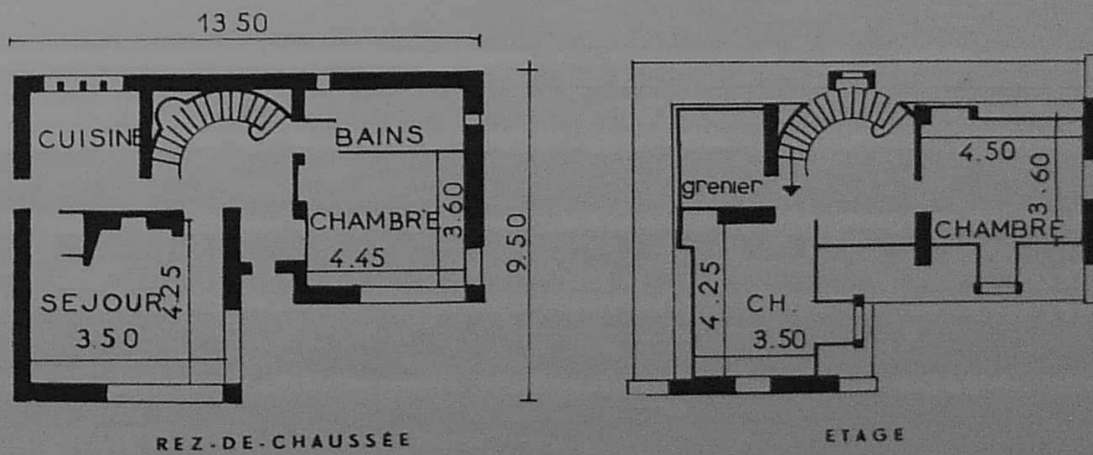 13 50
CUISINE
BAINS
CHAMBRE
3.60
4.45
9.50
SEJOUR
4.25
3.50
REZ-DE-CHAUSSÉE
grenier
4.50
3.60
CHAMBRE
4.25
CH.
3.50
ETAGE